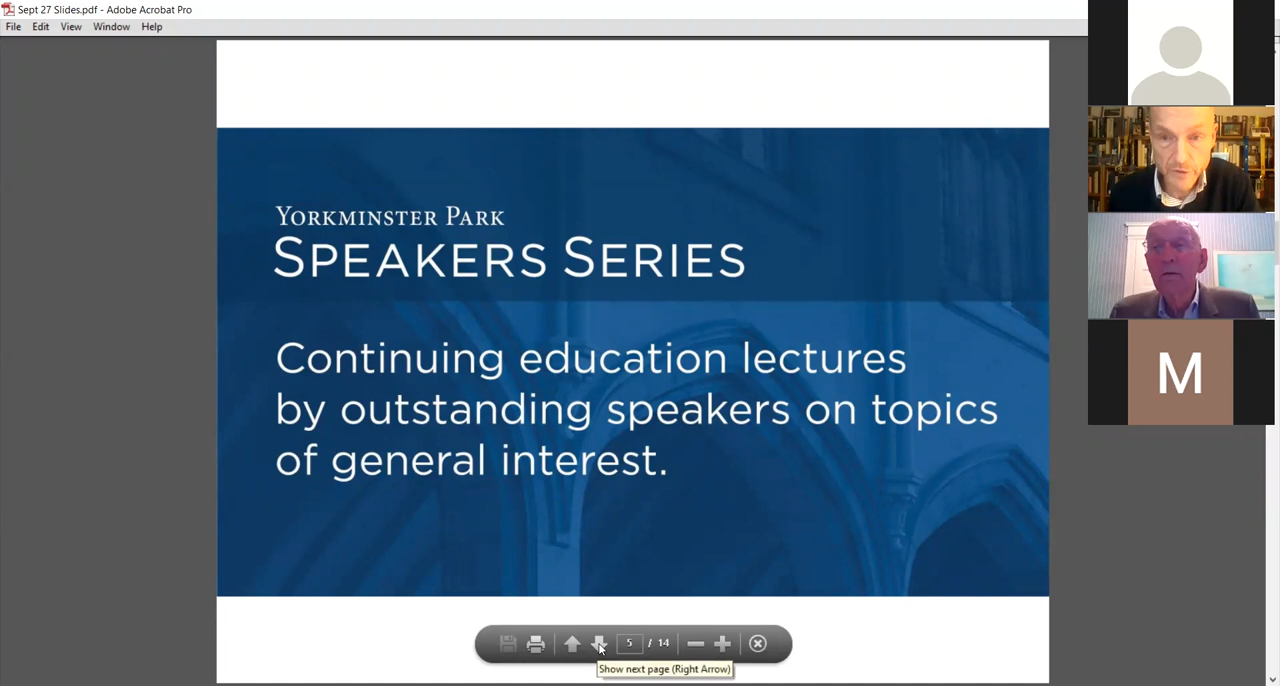 Sept 27 Slides.pdf - Adobe Acrobat Pro
File Edit View Window Help
YORKMINSTER PARK
SPEAKERS SERIES
Continuing education lectures
by outstanding speakers on topics
of general interest.
M
5 / 14
Show next page (Right Arrow)